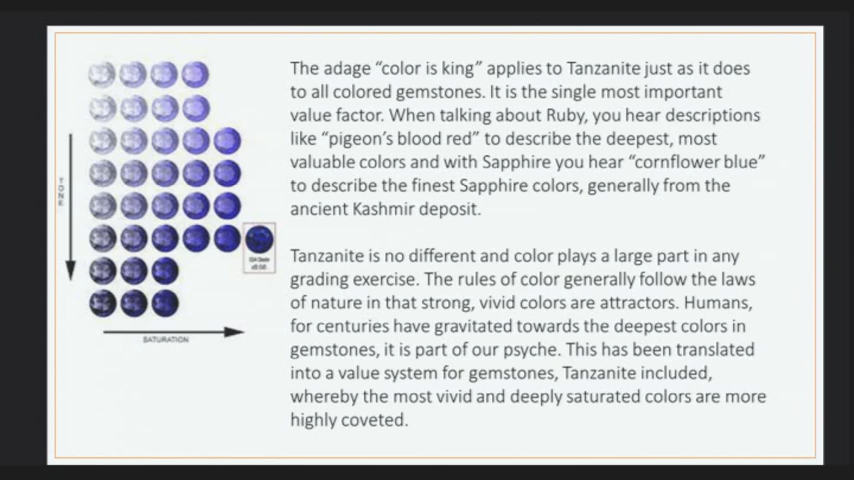 The adage “color is king” applies to Tanzanite just as it does
to all colored gemstones. It is the single most important
value factor. When talking about Ruby, you hear descriptions
like “pigeon’s blood red” to describe the deepest, most
valuable colors and with Sapphire you hear “cornflower blue”
to describe the finest Sapphire colors, generally from the
ancient Kashmir deposit.
Tanzanite is no different and color plays a large part in any
grading exercise. The rules of color generally follow the laws
of nature in that strong, vivid colors are attractors. Humans,
for centuries have gravitated towards the deepest colors in
gemstones, it is part of our psyche. This has been translated
into a value system for gemstones, Tanzanite included,
whereby the most vivid and deeply saturated colors are more
highly coveted.
TONE
SATURATION